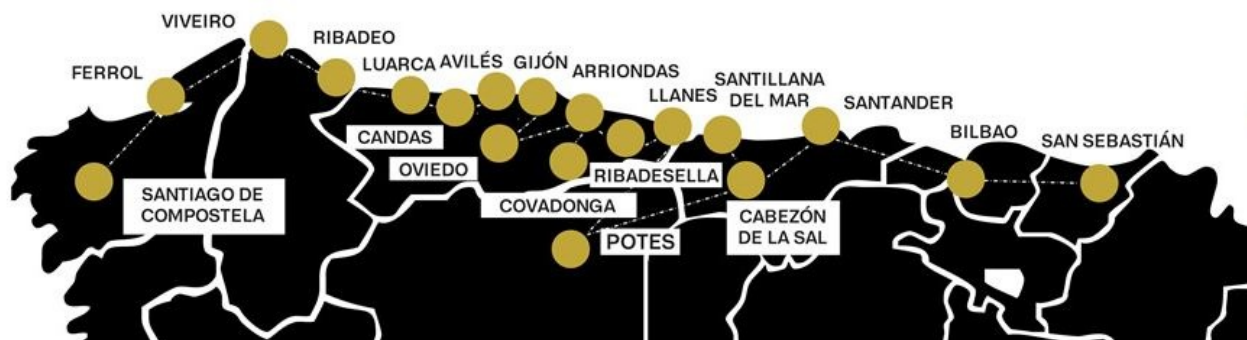 VIVEIRO
RIBADEO
FERROL
LUARCA
AVILÉS
GIJÓN
ARRIONDAS
LLANES
SANTILLANA
DEL MAR
SANTANDER
BILBAO
SAN SEBASTIÁN
CANDAS
OVIEDO
RIBADESELLA
COVADONGA
SANTIAGO DE
COMPOSTELA
POTES
CABEZÓN
DE LA SAL